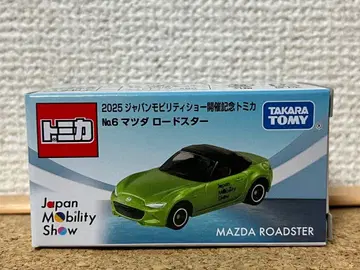 トミカ
2025 ジャパンモビリティショー開催記念トミカ
No.6 マツダ ロードスター
TAKARA
TOMY
Japan
Mobility
Show
MAZDA ROADSTER